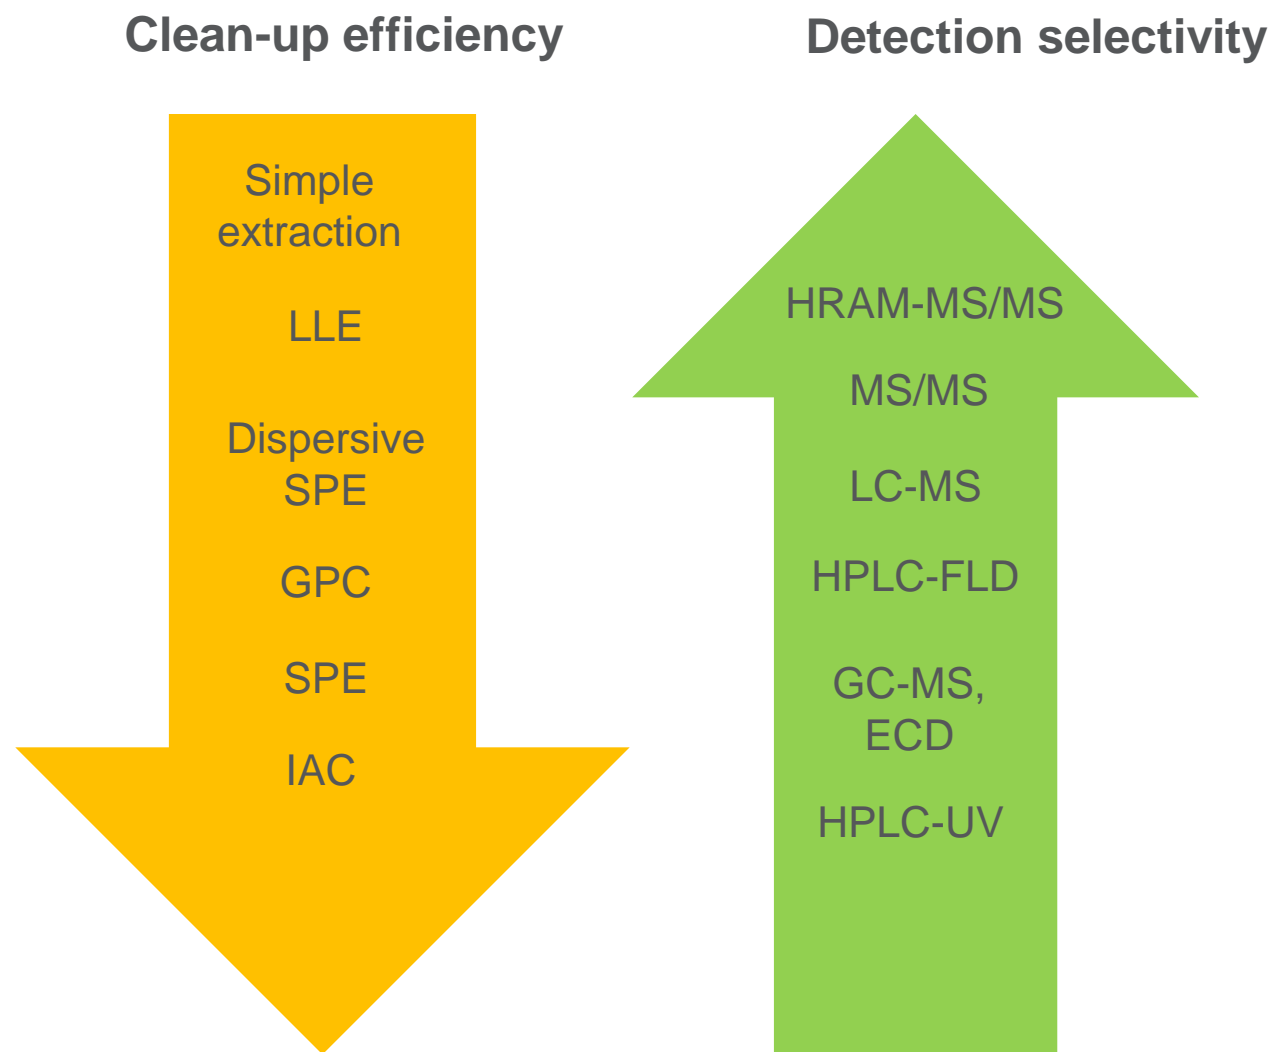 Clean-up efficiency
Simple
extraction
LLE
Dispersive
SPE
GPC
SPE
IAC
Detection selectivity
HRAM-MS/MS
MS/MS
LC-MS
HPLC-FLD
GC-MS,
ECD
HPLC-UV